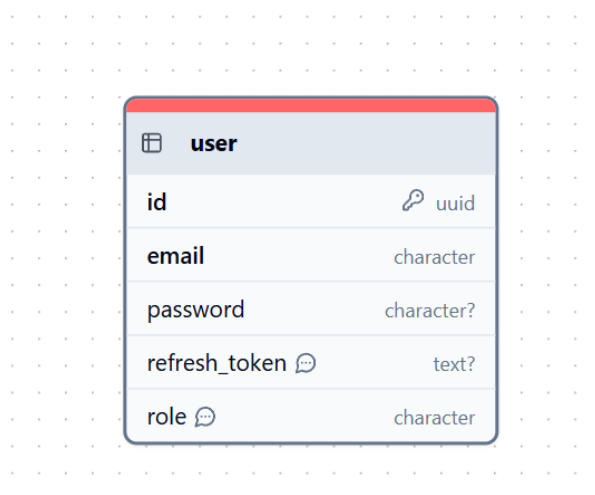 user
id uuid
email character
password character?
refresh_token text?
role character